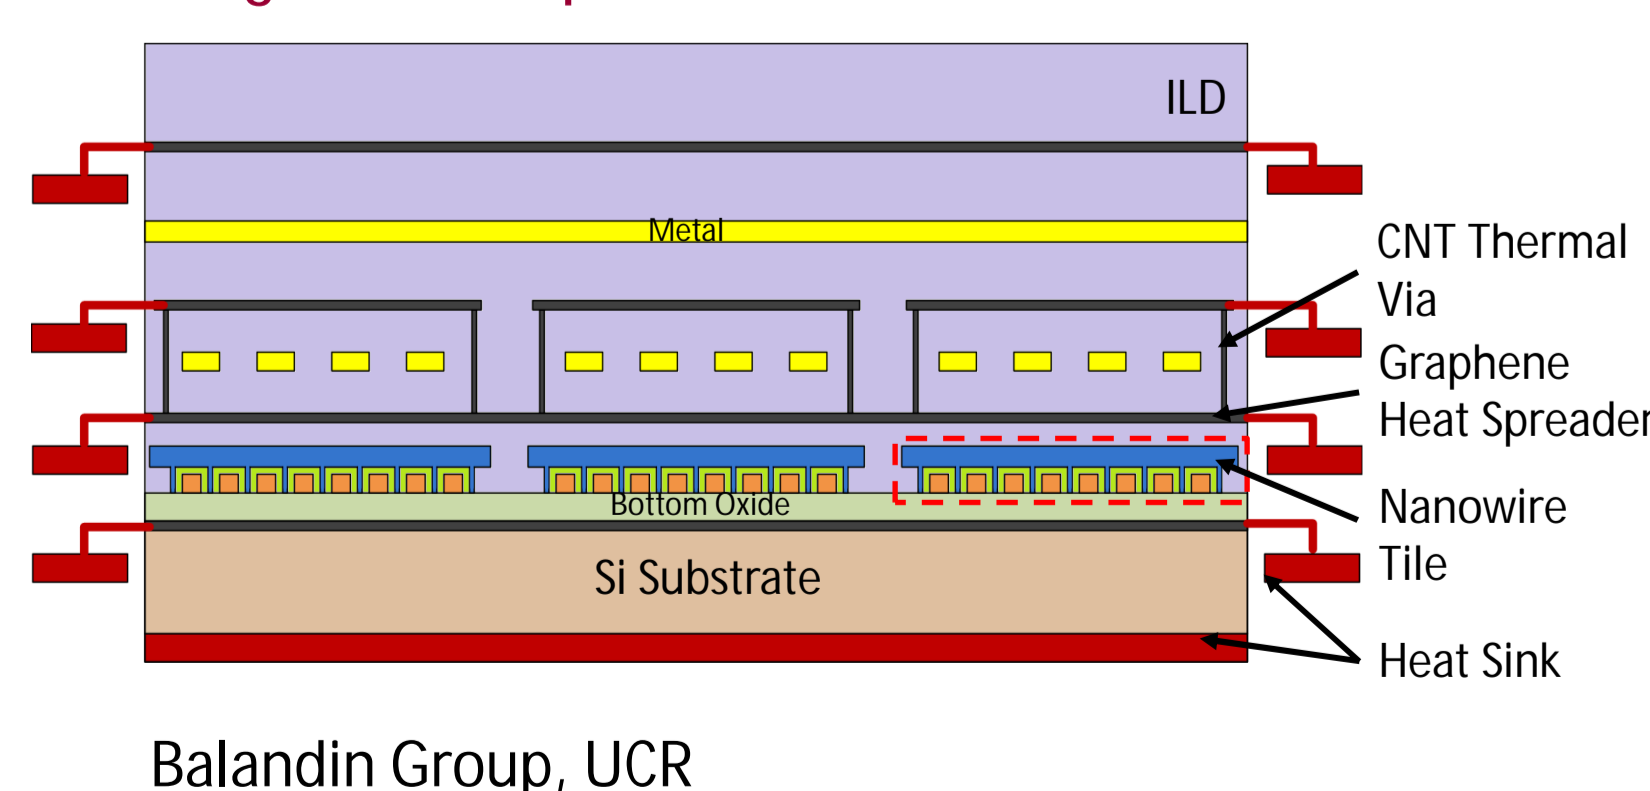 ILD
Metal
CNT Thermal
Via
Graphene
Heat Spreader
Bottom Oxide
Nanowire
Tile
Si Substrate
Heat Sink
Balandin Group, UCR